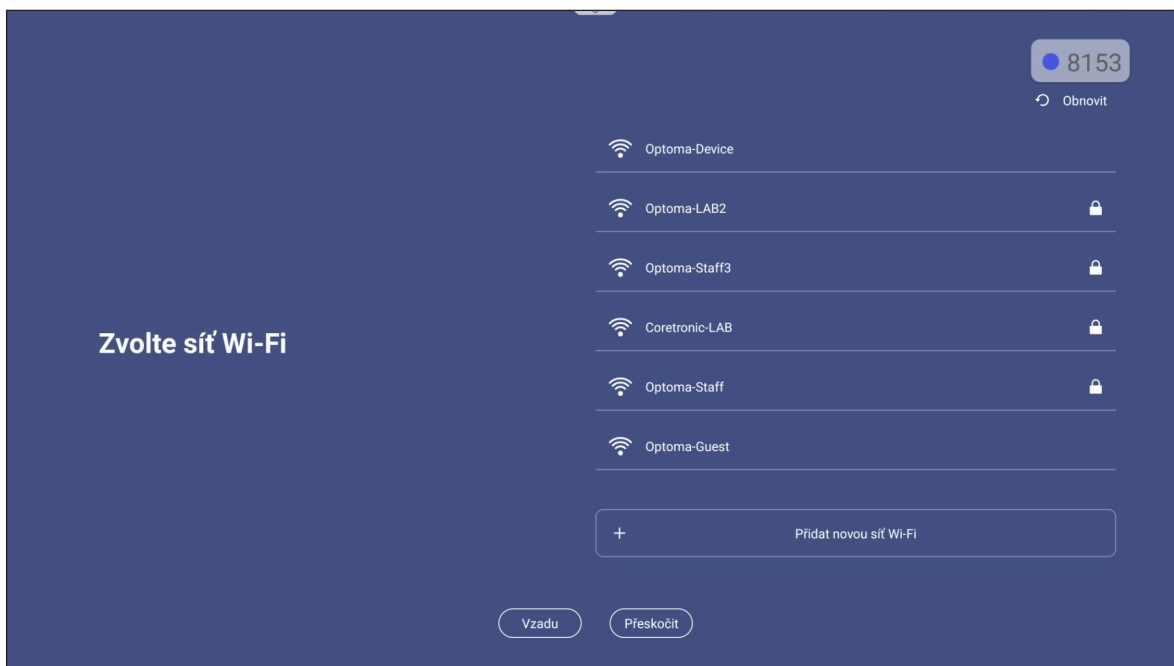 8153
Obnovit
Optoma-Device
Optoma-LAB2
Optoma-Staff3
Zvolte síť Wi-Fi
Coretronic-LAB
Optoma-Staff
Optoma-Guest
+ Přidat novou síť Wi-Fi
Vzadu
Přeskočit